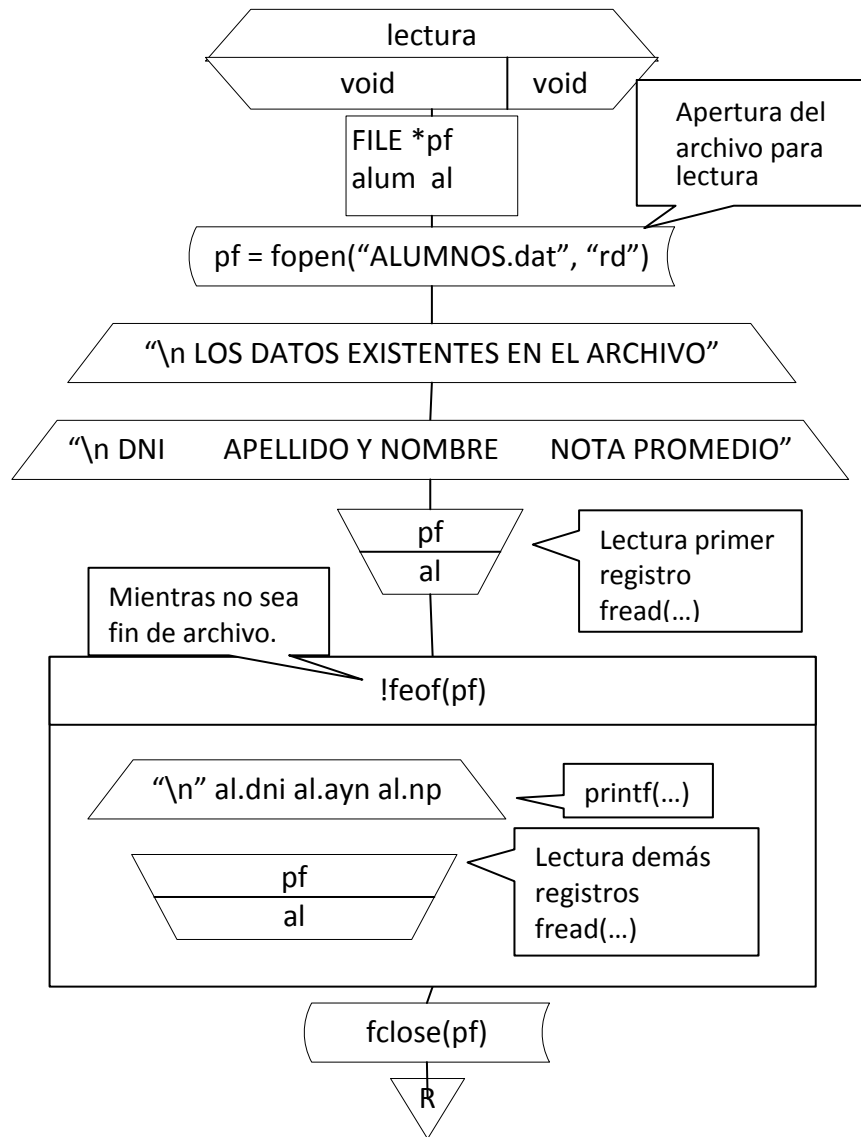 lectura
void void
Apertura del
archivo para
lectura
FILE *pf
alum al
pf = fopen(“ALUMNOS.dat”, “rd”)
“\n LOS DATOS EXISTENTES EN EL ARCHIVO”
“\n DNI APELLIDO Y NOMBRE NOTA PROMEDIO”
pf
al
Lectura primer
registro
fread(…)
Mientras no sea
fin de archivo.
!feof(pf)
“\n” al.dni al.ayn al.np
printf(…)
pf
al
Lectura demás
registros
fread(…)
fclose(pf)
R